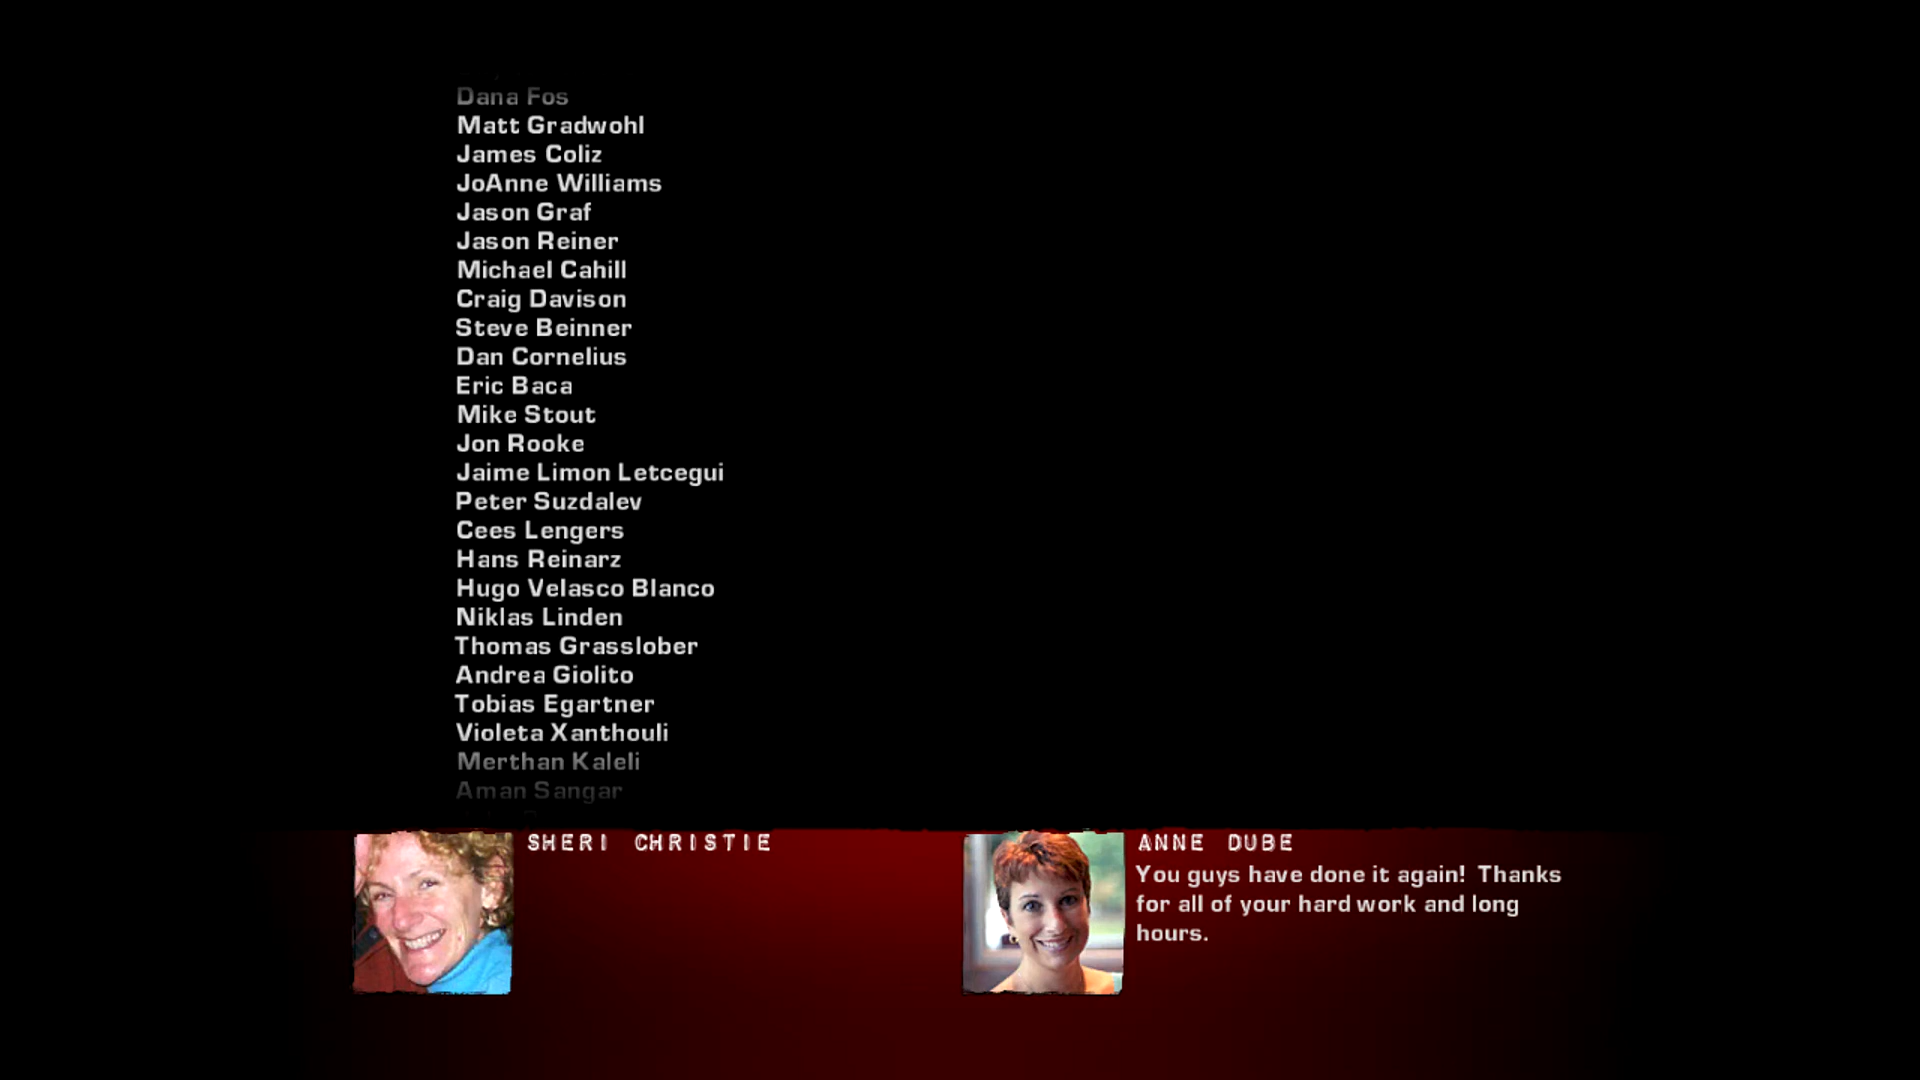 Dana Fos
Matt Gradwohl
James Coliz
JoAnne Williams
Jason Graf
Jason Reiner
Michael Cahill
Craig Davison
Steve Beinner
Dan Cornelius
Eric Baca
Mike Stout
Jon Rooke
Jaime Limon Letcegui
Peter Suzdalev
Cees Lengers
Hans Reinarz
Hugo Velasco Blanco
Niklas Linden
Thomas Grasslober
Andrea Giolito
Tobias Egartner
Violeta Xanthouli
Merthan Kaleli
Aman Sangar
SHERI CHRISTIE
ANNE DUBE
You guys have done it again! Thanks
for all of your hard work and long
hours.